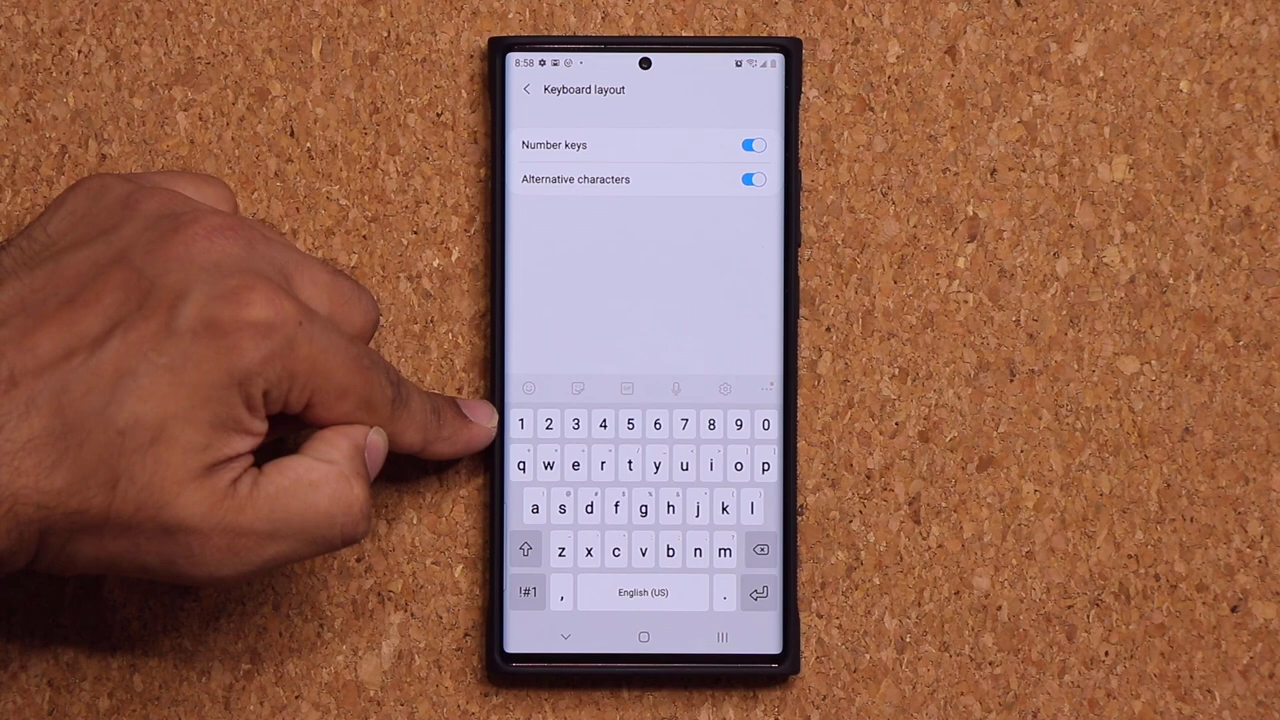 8:58
Keyboard layout
Number keys
Alternative characters
GIF
1 2 3 4 5 6 7 8 9 0
q w e r t y u i o p
a s d f g h j k l
z x c v b n m
!#1 , English (US) .